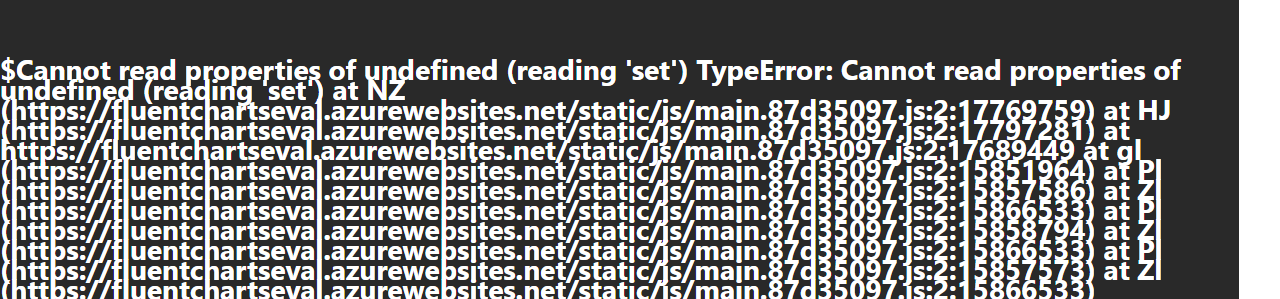 $Cannot read properties of undefined (reading 'set') TypeError: Cannot read properties of
undefined (reading 'set') at NZ
(https://fluentchartseval.azurewebsites.net/static/js/main.87d35097.js:2:17769759) at HJ
(https://fluentchartseval.azurewebsites.net/static/js/main.87d35097.js:2:17797281) at
https://fluentchartseval.azurewebsites.net/static/js/main.87d35097.js:2:17689449 at gl
(https://fluentchartseval.azurewebsites.net/static/js/main.87d35097.js:2:15851964) at Pl
(https://fluentchartseval.azurewebsites.net/static/js/main.87d35097.js:2:15857586) at Zl
(https://fluentchartseval.azurewebsites.net/static/js/main.87d35097.js:2:15866533) at Pl
(https://fluentchartseval.azurewebsites.net/static/js/main.87d35097.js:2:15858794) at Zl
(https://fluentchartseval.azurewebsites.net/static/js/main.87d35097.js:2:15866533) at Pl
(https://fluentchartseval.azurewebsites.net/static/js/main.87d35097.js:2:15857573) at Zl
(https://fluentchartseval.azurewebsites.net/static/js/main.87d35097.js:2:15866533)